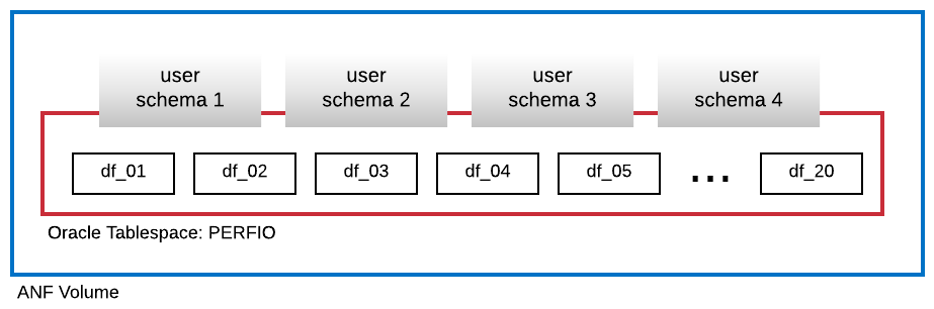 user
schema 1
user
schema 2
user
schema 3
user
schema 4
df_01
df_02
df_03
df_04
df_05
...
df_20
Oracle Tablespace: PERFIO
ANF Volume